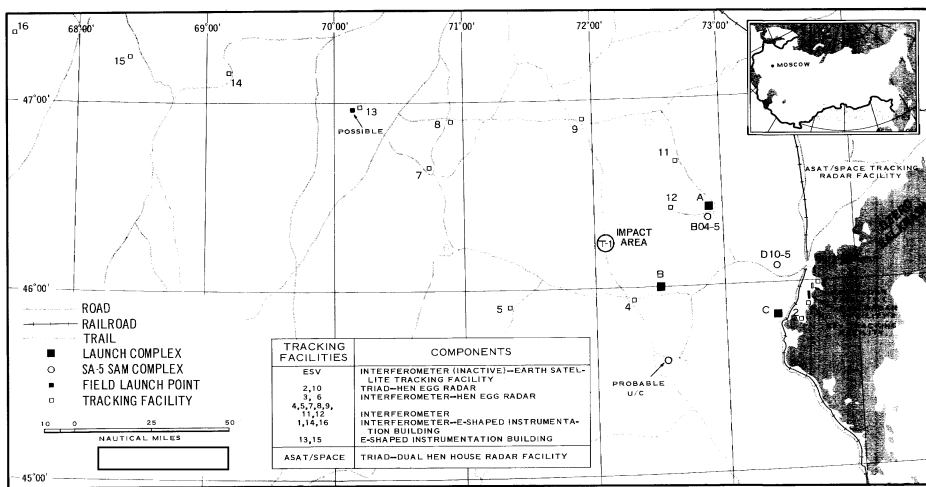 16
68°00'
69°00'
70°00'
71°00'
72°00'
73°00'
MOSCOW
15
14
47°00'
13
POSSIBLE
8
9
7
11
ASAT/SPACE TRACKING
RADAR FACILITY
12
A
B04-5
T-1
IMPACT
AREA
D10-5
B
46°00'
5
4
C
2
PROBABLE
U/C
ROAD
RAILROAD
TRAIL
LAUNCH COMPLEX
SA-5 SAM COMPLEX
FIELD LAUNCH POINT
TRACKING FACILITY
10 0 50
NAUTICAL MILES
45°00'
TRACKING FACILITIES COMPONENTS
ESV INTERFEROMETER (INACTIVE)—EARTH SATEL-
LITE TRACKING FACILITY
2,10 TRIAD—HEN EGG RADAR
3, 6 INTERFEROMETER—HEN EGG RADAR
4,5,7,8,9,
11,12 INTERFEROMETER
1,14,16 INTERFEROMETER—E-SHAPED INSTRUMENTA-
TION BUILDING
13,15 E-SHAPED INSTRUMENTATION BUILDING
ASAT/SPACE TRIAD—DUAL HEN HOUSE RADAR FACILITY